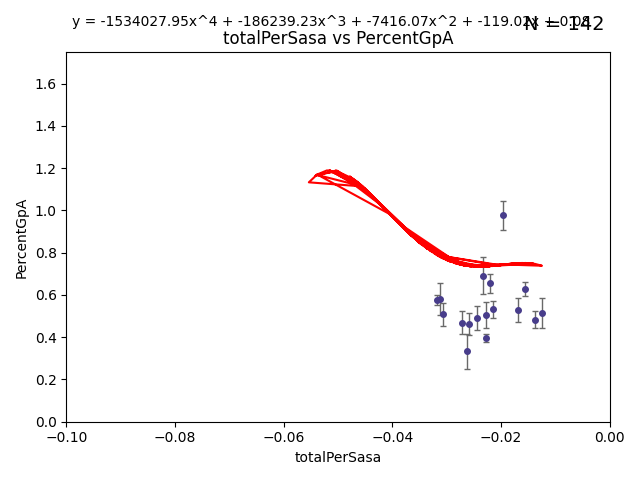 y = -1534027.95x^4 + -186239.23x^3 + -7416.07x^2 + -119.02x + 0.08
N = 142
totalPerSasa vs PercentGpA
1.6
1.4
1.2
1.0
0.8
0.6
0.4
0.2
0.0
PercentGpA
−0.10 −0.08 −0.06 −0.04 −0.02 0.00
totalPerSasa